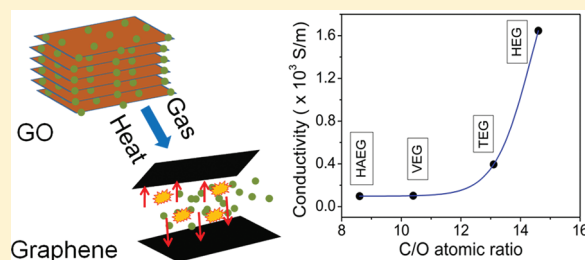 GO
Heat
Gas
Graphene
Conductivity ( x 10³ S/m)
1.6
1.2
0.8
0.4
0.0
HAEG
VEG
TEG
HEG
8 10 12 14 16
C/O atomic ratio